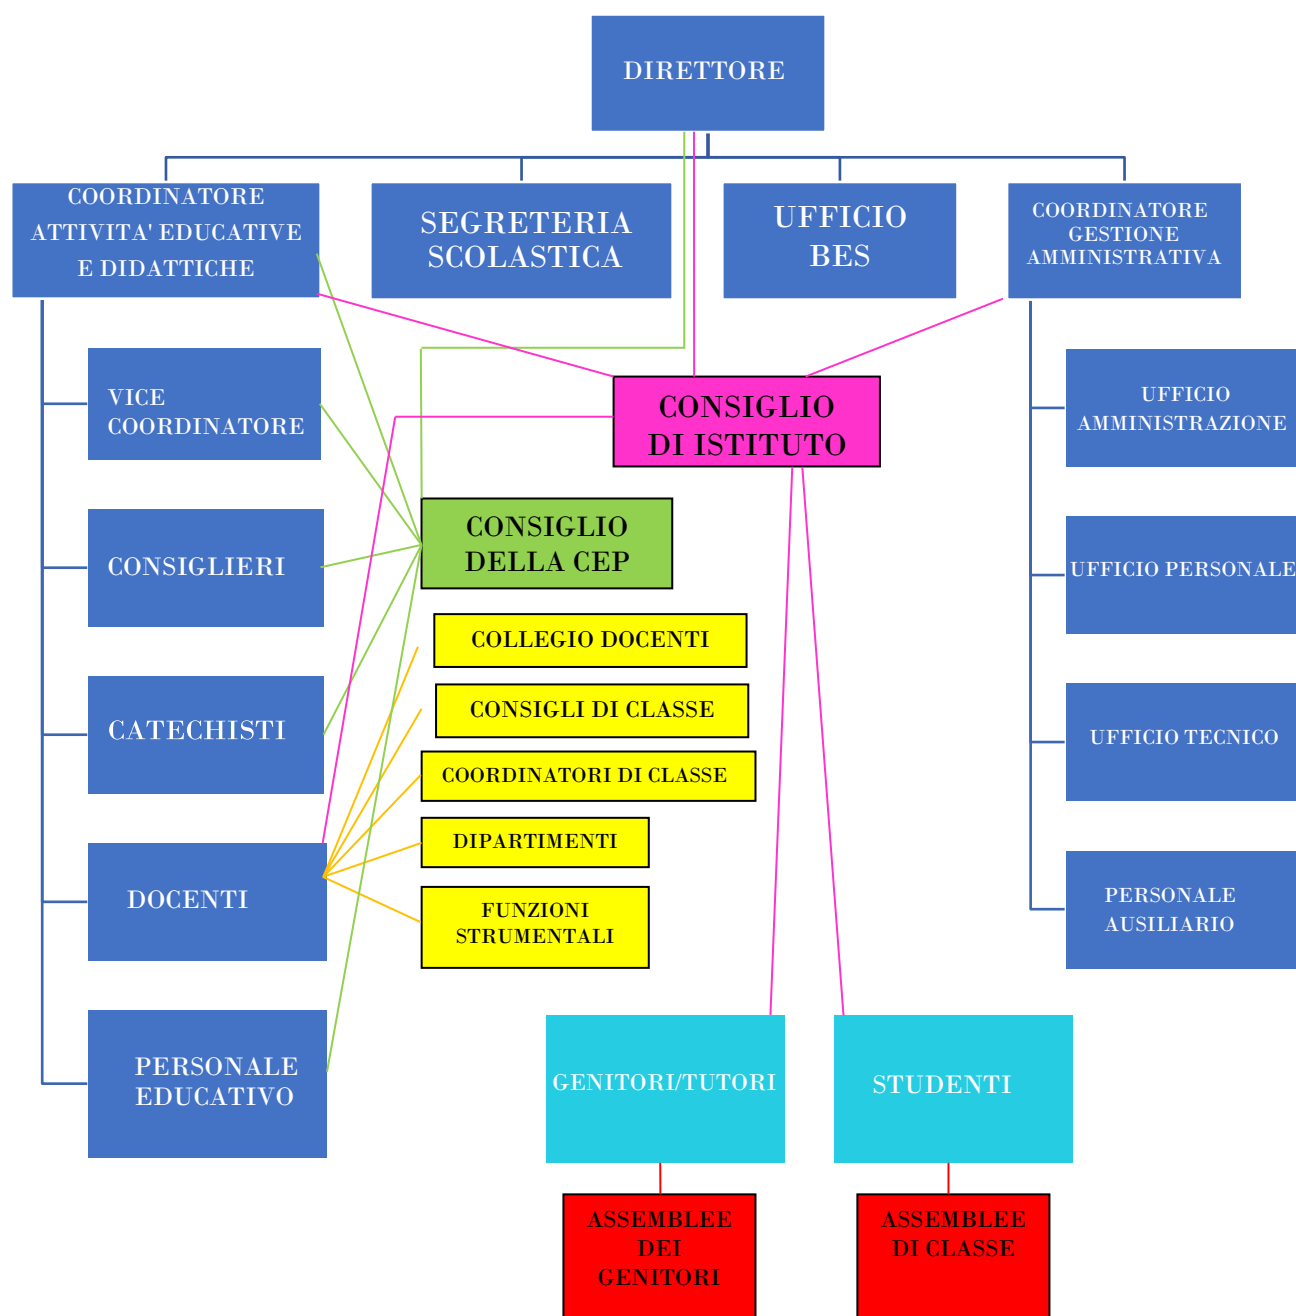 DIRETTORE
COORDINATORE
ATTIVITA' EDUCATIVE
E DIDATTICHE
SEGRETERIA
SCOLASTICA
UFFICIO
BES
COORDINATORE
GESTIONE
AMMINISTRATIVA
VICE
COORDINATORE
CONSIGLIO
DI ISTITUTO
UFFICIO
AMMINISTRAZIONE
CONSIGLIERI
CONSIGLIO
DELLA CEP
UFFICIO PERSONALE
COLLEGIO DOCENTI
CONSIGLI DI CLASSE
CATECHISTI
COORDINATORI DI CLASSE
UFFICIO TECNICO
DIPARTIMENTI
DOCENTI
FUNZIONI
STRUMENTALI
PERSONALE
AUSILIARIO
PERSONALE
EDUCATIVO
GENITORI/TUTORI
STUDENTI
ASSEMBLEE
DEI
GENITORI
ASSEMBLEE
DI CLASSE